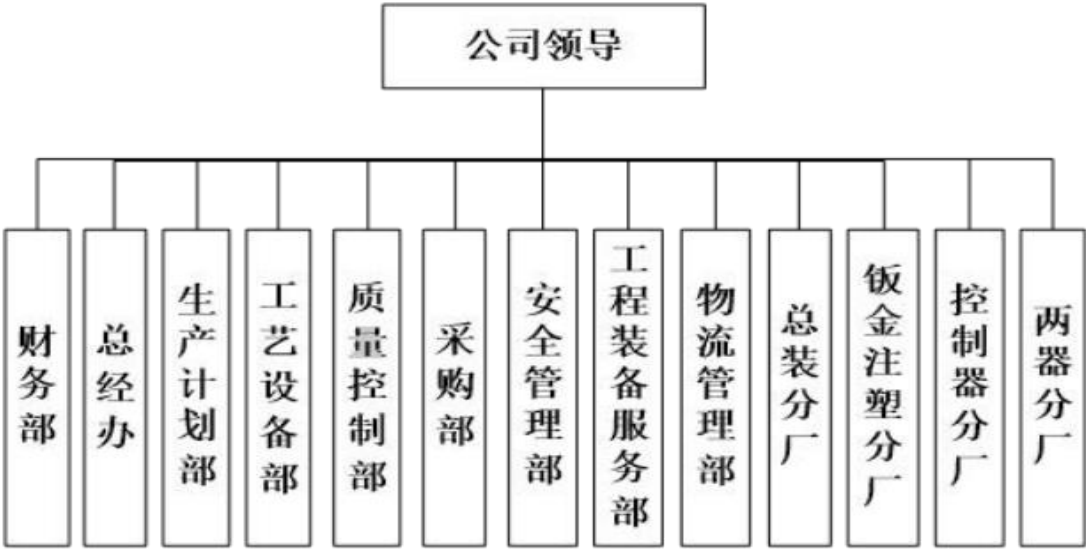 公司领导
财务部
总经办
生产计划部
工艺设备部
质量控制部
采购部
安全管理部
工程装备服务部
物流管理部
总装分厂
钣金注塑分厂
控制器分厂
两器分厂